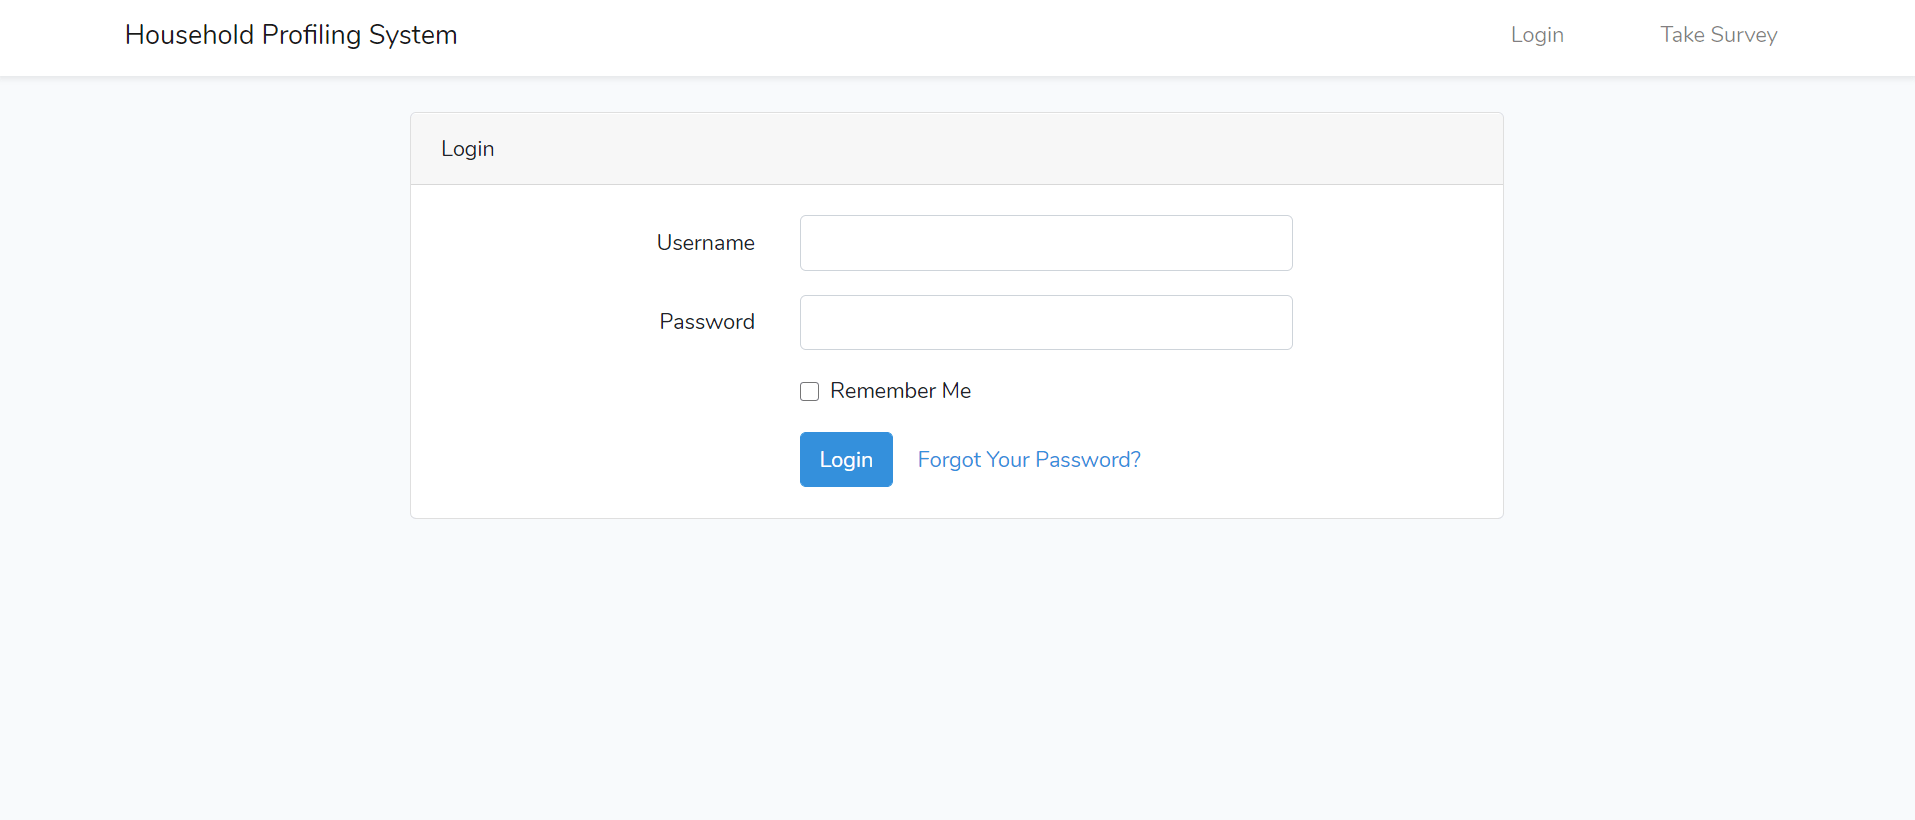 Household Profiling System
Login
Take Survey
Login
Username
Password
Remember Me
Login
Forgot Your Password?